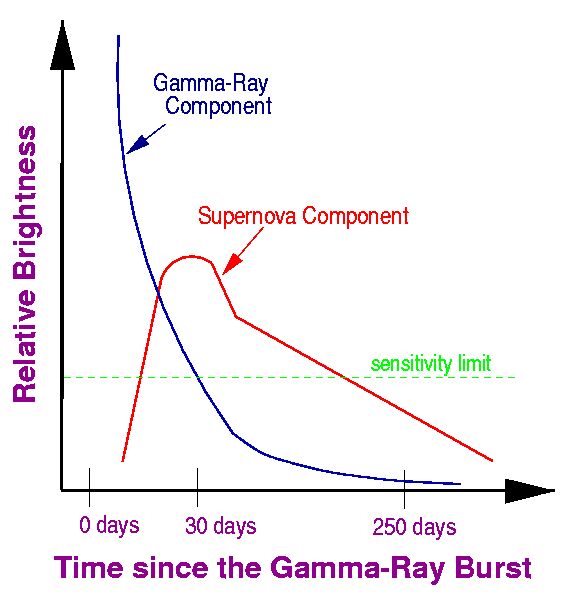 Gamma-Ray
Component
Supernova Component
sensitivity limit
Relative Brightness
0 days
30 days
250 days
Time since the Gamma-Ray Burst